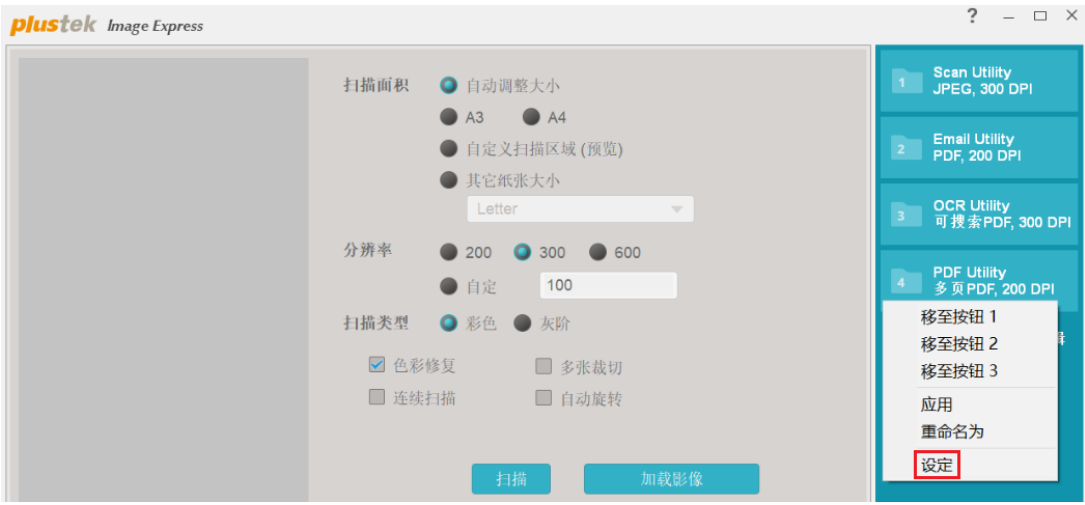 plustek Image Express
?
扫描面积 自动调整大小
A3 A4
自定义扫描区域 (预览)
其它纸张大小
Letter
分辨率 200 300 600
自定 100
扫描类型 彩色 灰阶
色彩修复 多张裁切
连续扫描 自动旋转
扫描 加载影像
1 Scan Utility
JPEG, 300 DPI
2 Email Utility
PDF, 200 DPI
3 OCR Utility
可搜索PDF, 300 DPI
4 PDF Utility
多页PDF, 200 DPI
移至按钮 1
移至按钮 2
移至按钮 3
应用
重命名为
设定